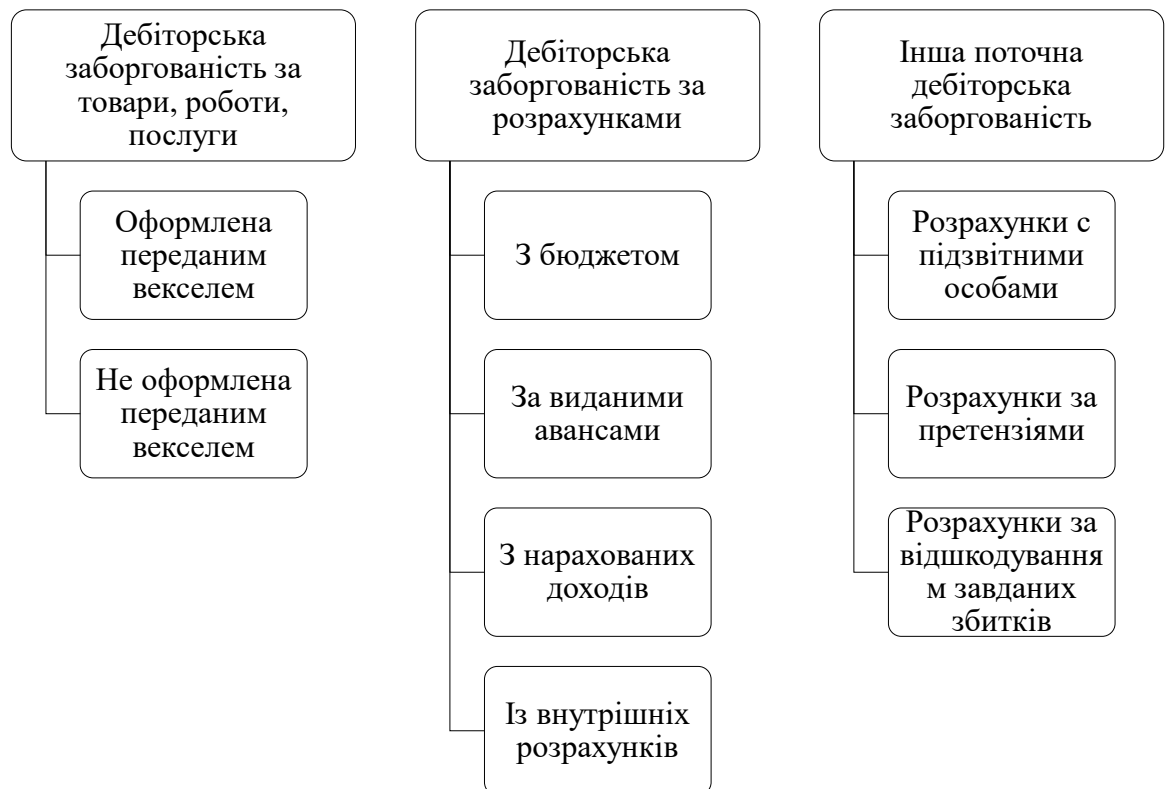 Дебіторська
заборгованість за
товари, роботи,
послуги
Оформлена
переданим
векселем
Не оформлена
переданим
векселем
Дебіторська
заборгованість за
розрахунками
З бюджетом
За виданими
авансами
З нарахованих
доходів
Із внутрішніх
розрахунків
Інша поточна
дебіторська
заборгованість
Розрахунки с
підзвітними
особами
Розрахунки за
претензіями
Розрахунки за
відшкодування
м завданих
збитків